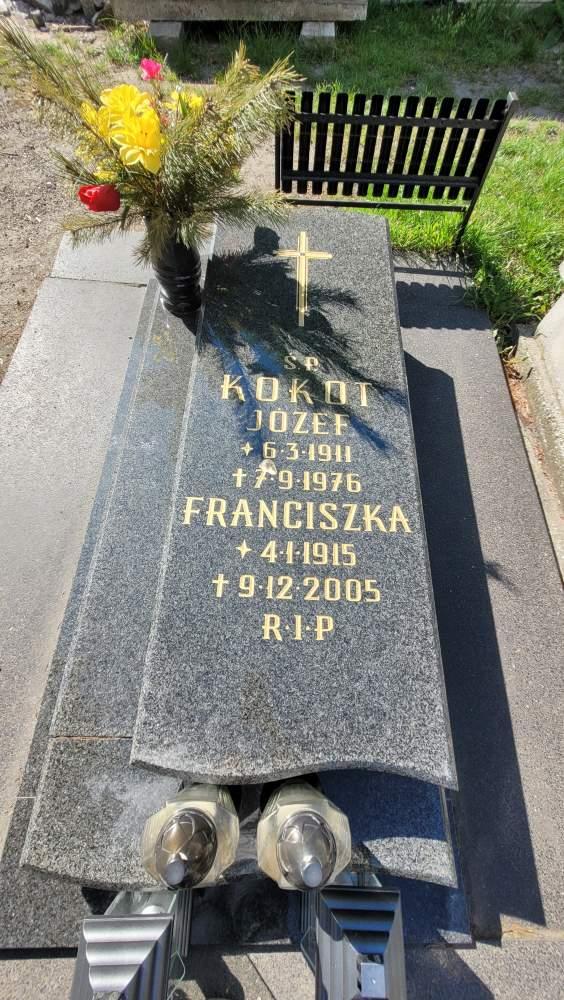 Ś.P.
KOKOT
JÓZEF
✦ 6·3·1911
✝ 7·9·1976
FRANCISZKA
✦ 4·1·1915
✝ 9·12·2005
R·I·P